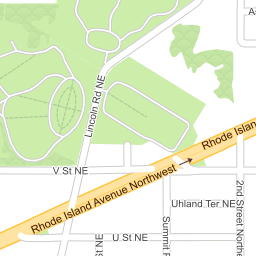 A
Lincoln Rd NE
Rhode Island
V St NE
Rhode Island Avenue Northwest →
Uhland Ter NE
Summit
2nd Street Northe
U St NE